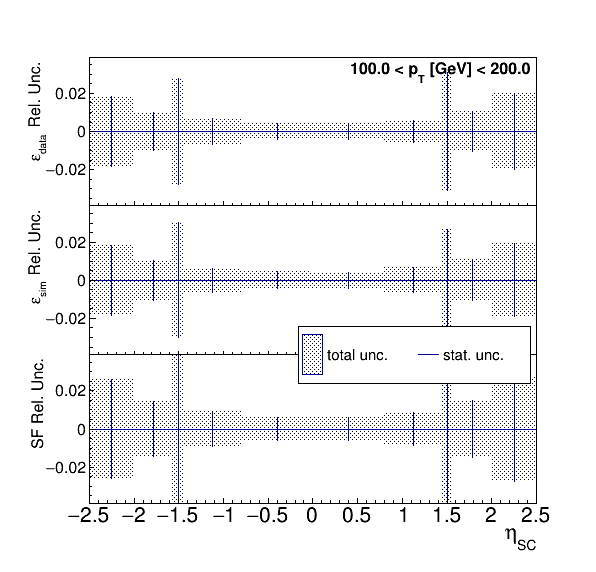 100.0 < p_T [GeV] < 200.0
ε_data Rel. Unc.
0.02
0
−0.02
ε_sim Rel. Unc.
0.02
0
−0.02
total unc.
stat. unc.
SF Rel. Unc.
0.02
0
−0.02
−2.5 −2 −1.5 −1 −0.5 0 0.5 1 1.5 2 2.5
η_SC